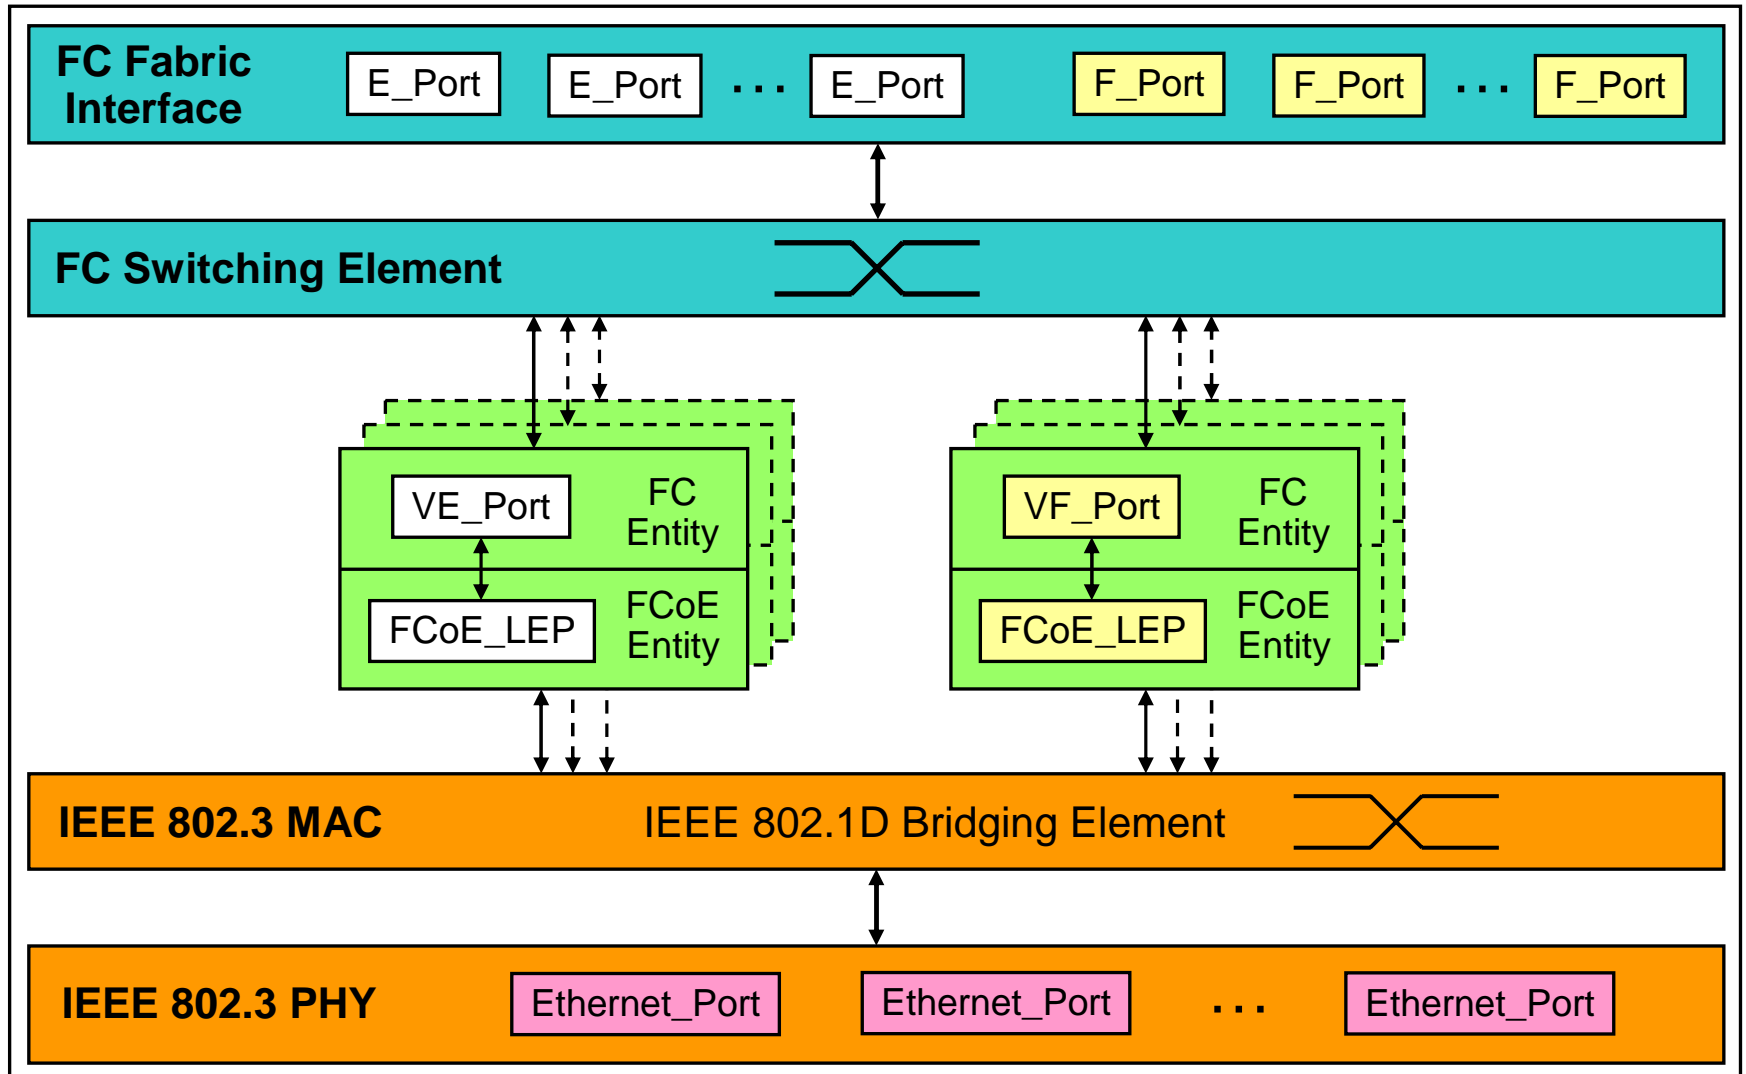 FC Fabric
Interface
E_Port E_Port ... E_Port F_Port F_Port ... F_Port
FC Switching Element
VE_Port
FC
Entity
FCoE_LEP
FCoE
Entity
VF_Port
FC
Entity
FCoE_LEP
FCoE
Entity
IEEE 802.3 MAC IEEE 802.1D Bridging Element
IEEE 802.3 PHY Ethernet_Port Ethernet_Port ... Ethernet_Port